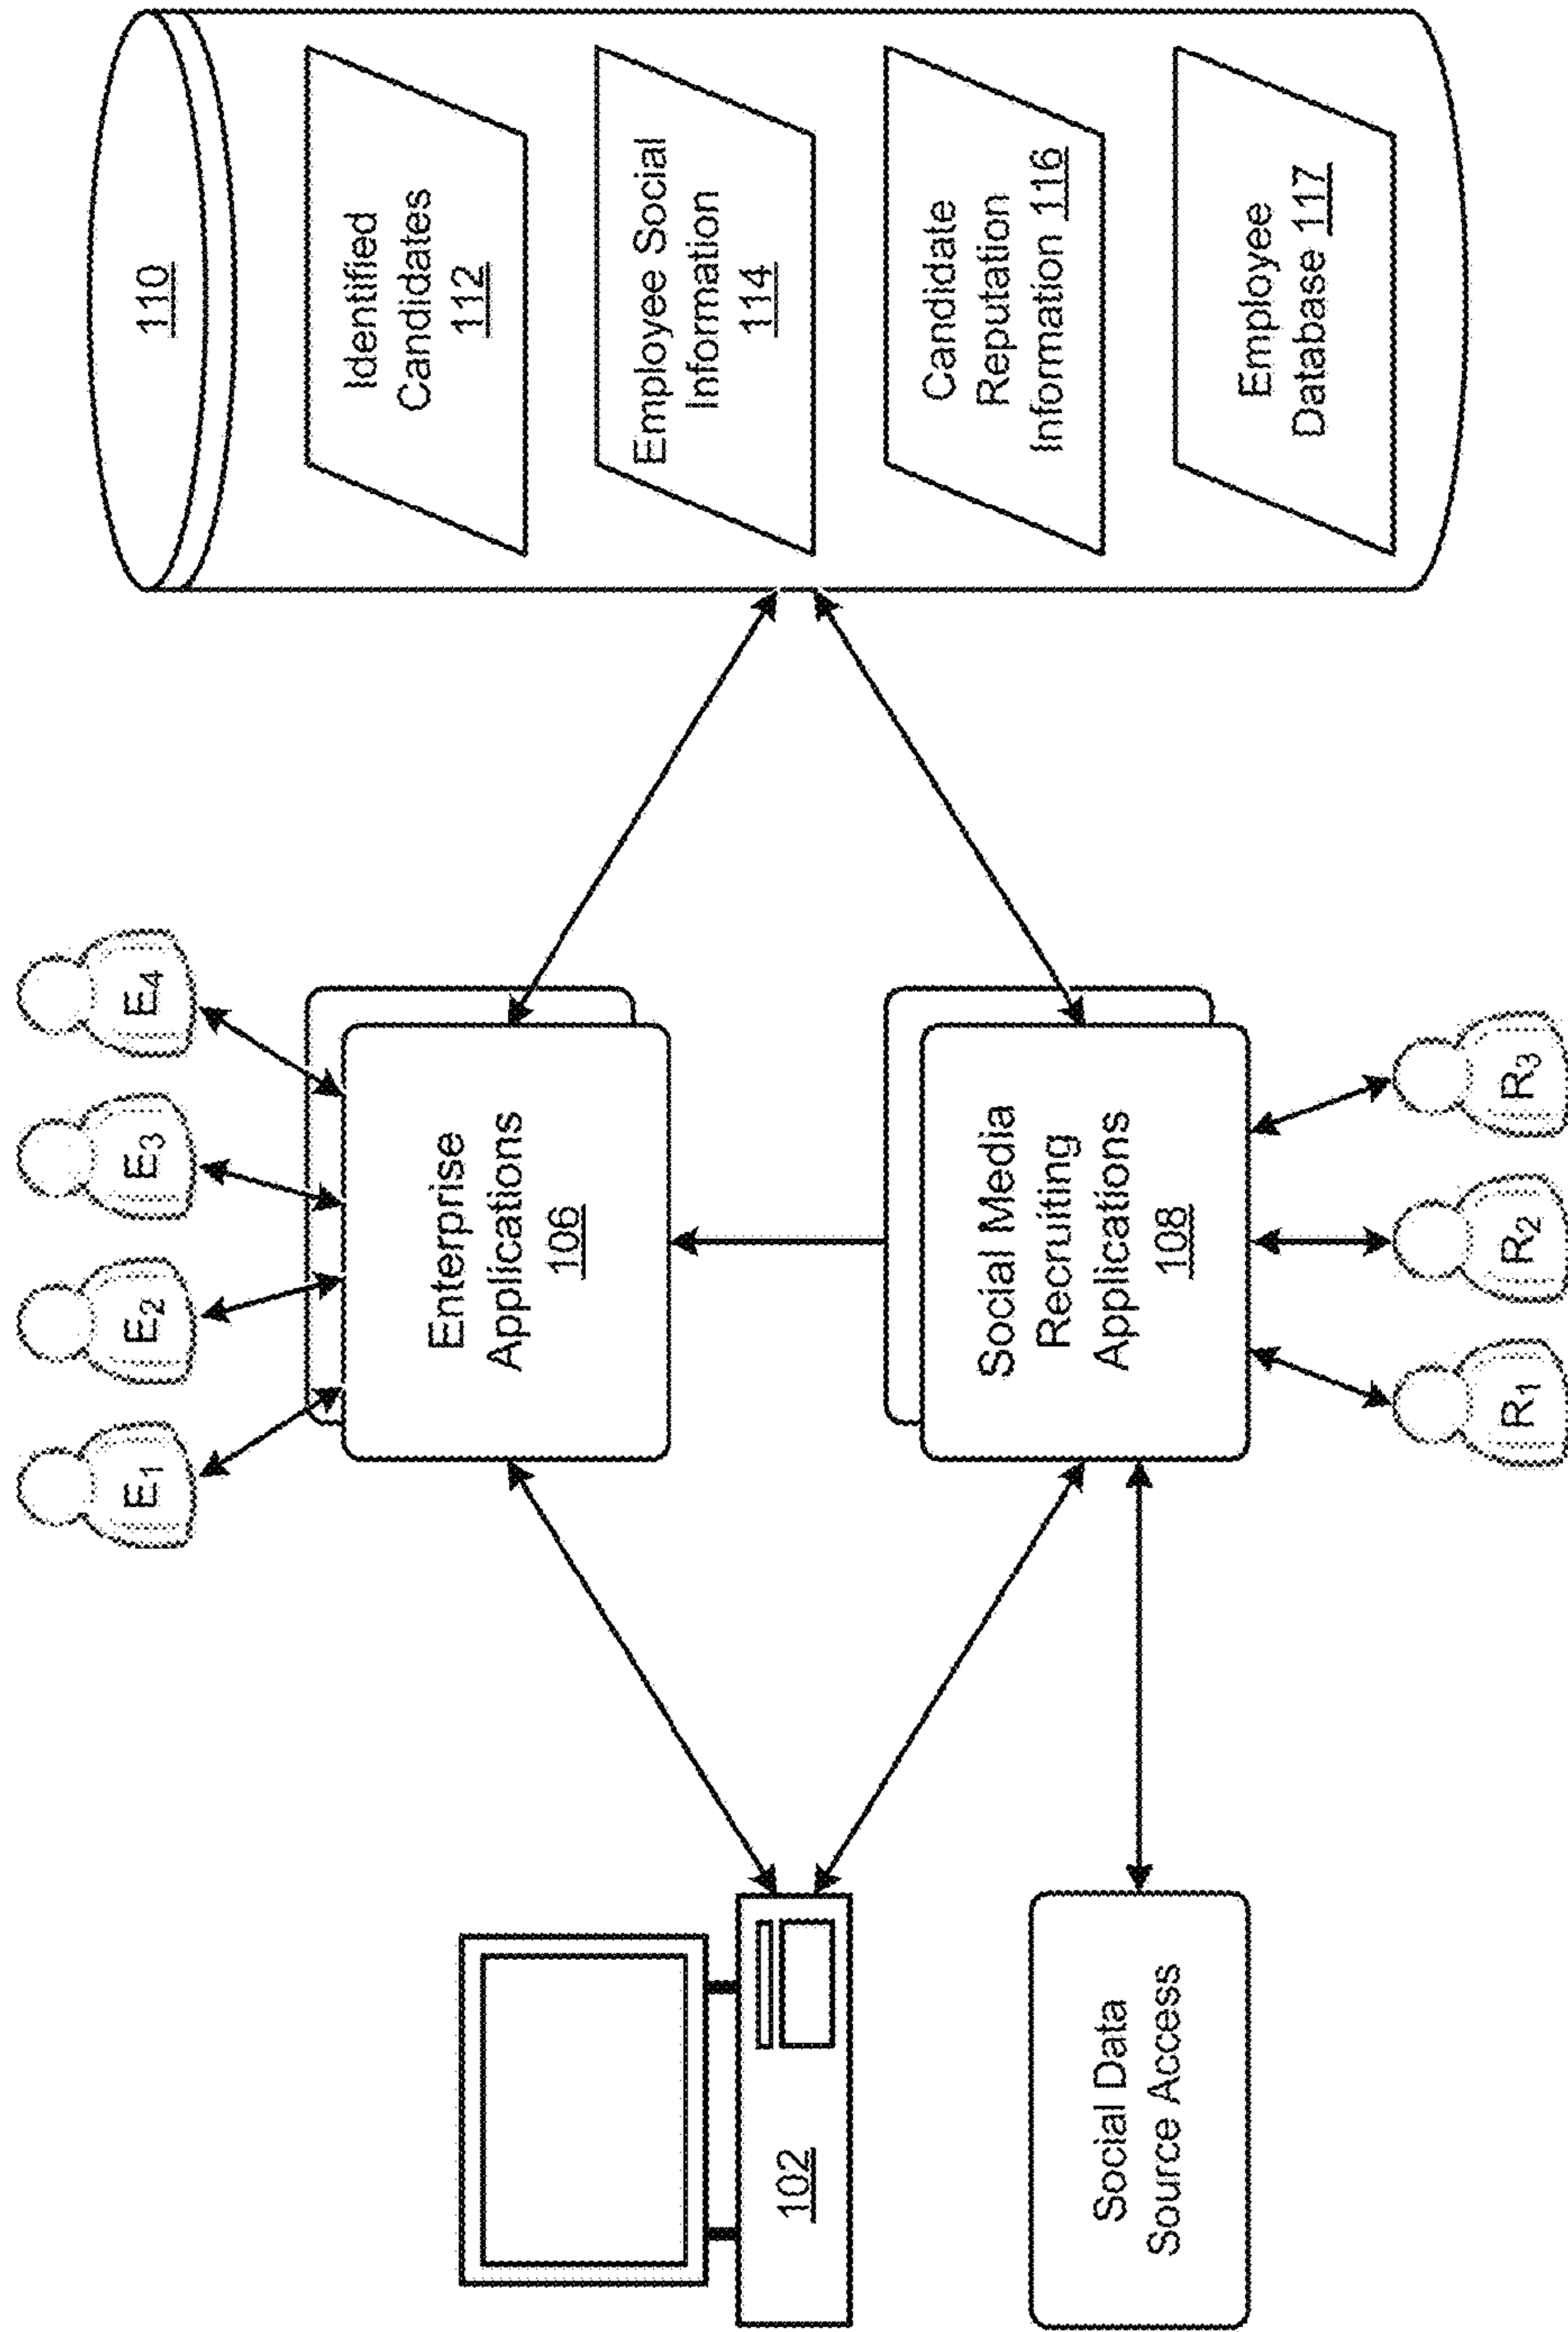 E1
E2
E3
E4
Enterprise
Applications
106
Social Media
Recruiting
Applications
108
R1
R2
R3
102
Social Data
Source Access
110
Identified
Candidates
112
Employee Social
Information
114
Candidate
Reputation
Information 116
Employee
Database 117